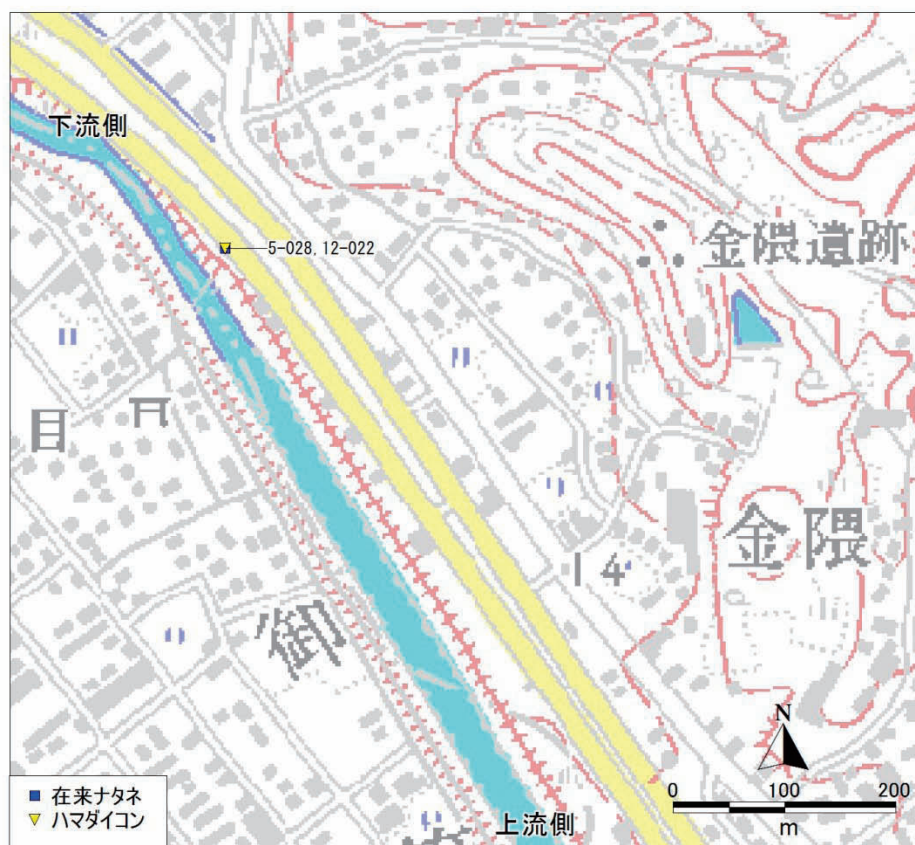 下流側
5-028, 12-022
金隈遺跡
目
金隈
14
御
N
在来ナタネ
ハマダイコン
0 100 200
m
上流側